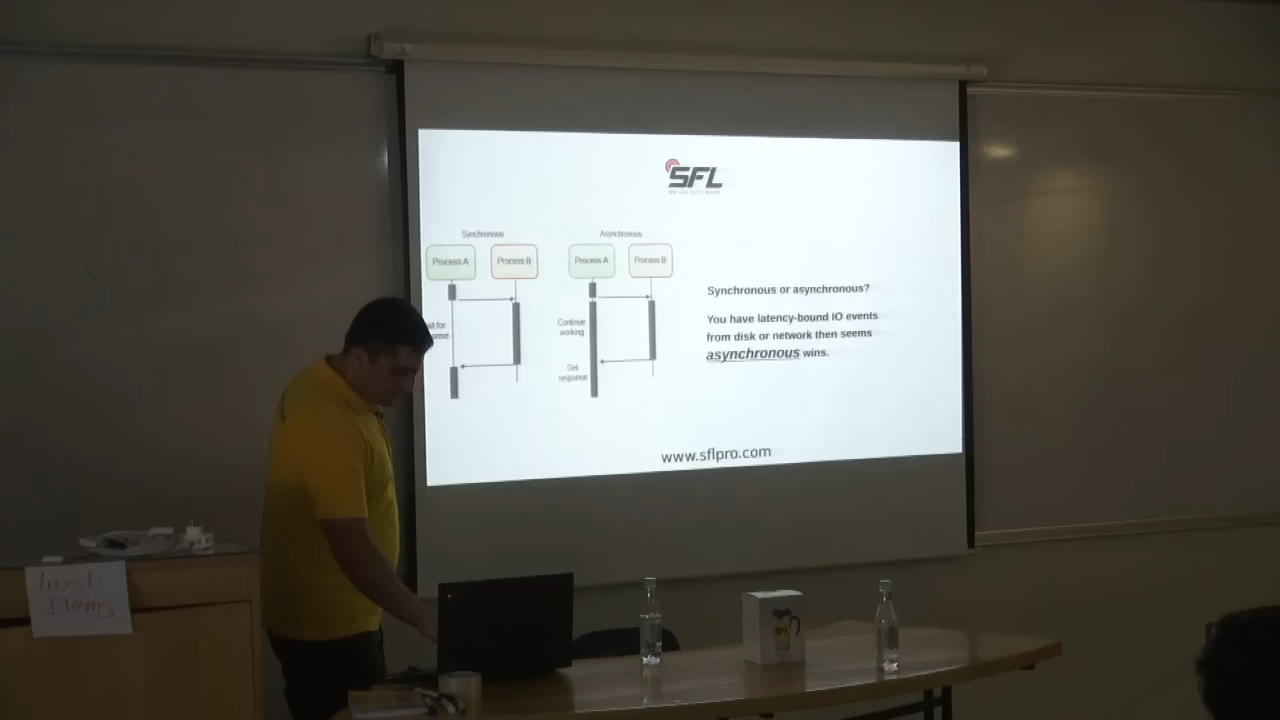 SFL
Synchronous
Asynchronous
Process A
Process B
Process A
Process B
Continue
working
Get
response
Synchronous or asynchronous?
You have latency-bound IO events
from disk or network then seems
asynchronous wins.
www.sflpro.com
Lost
Items